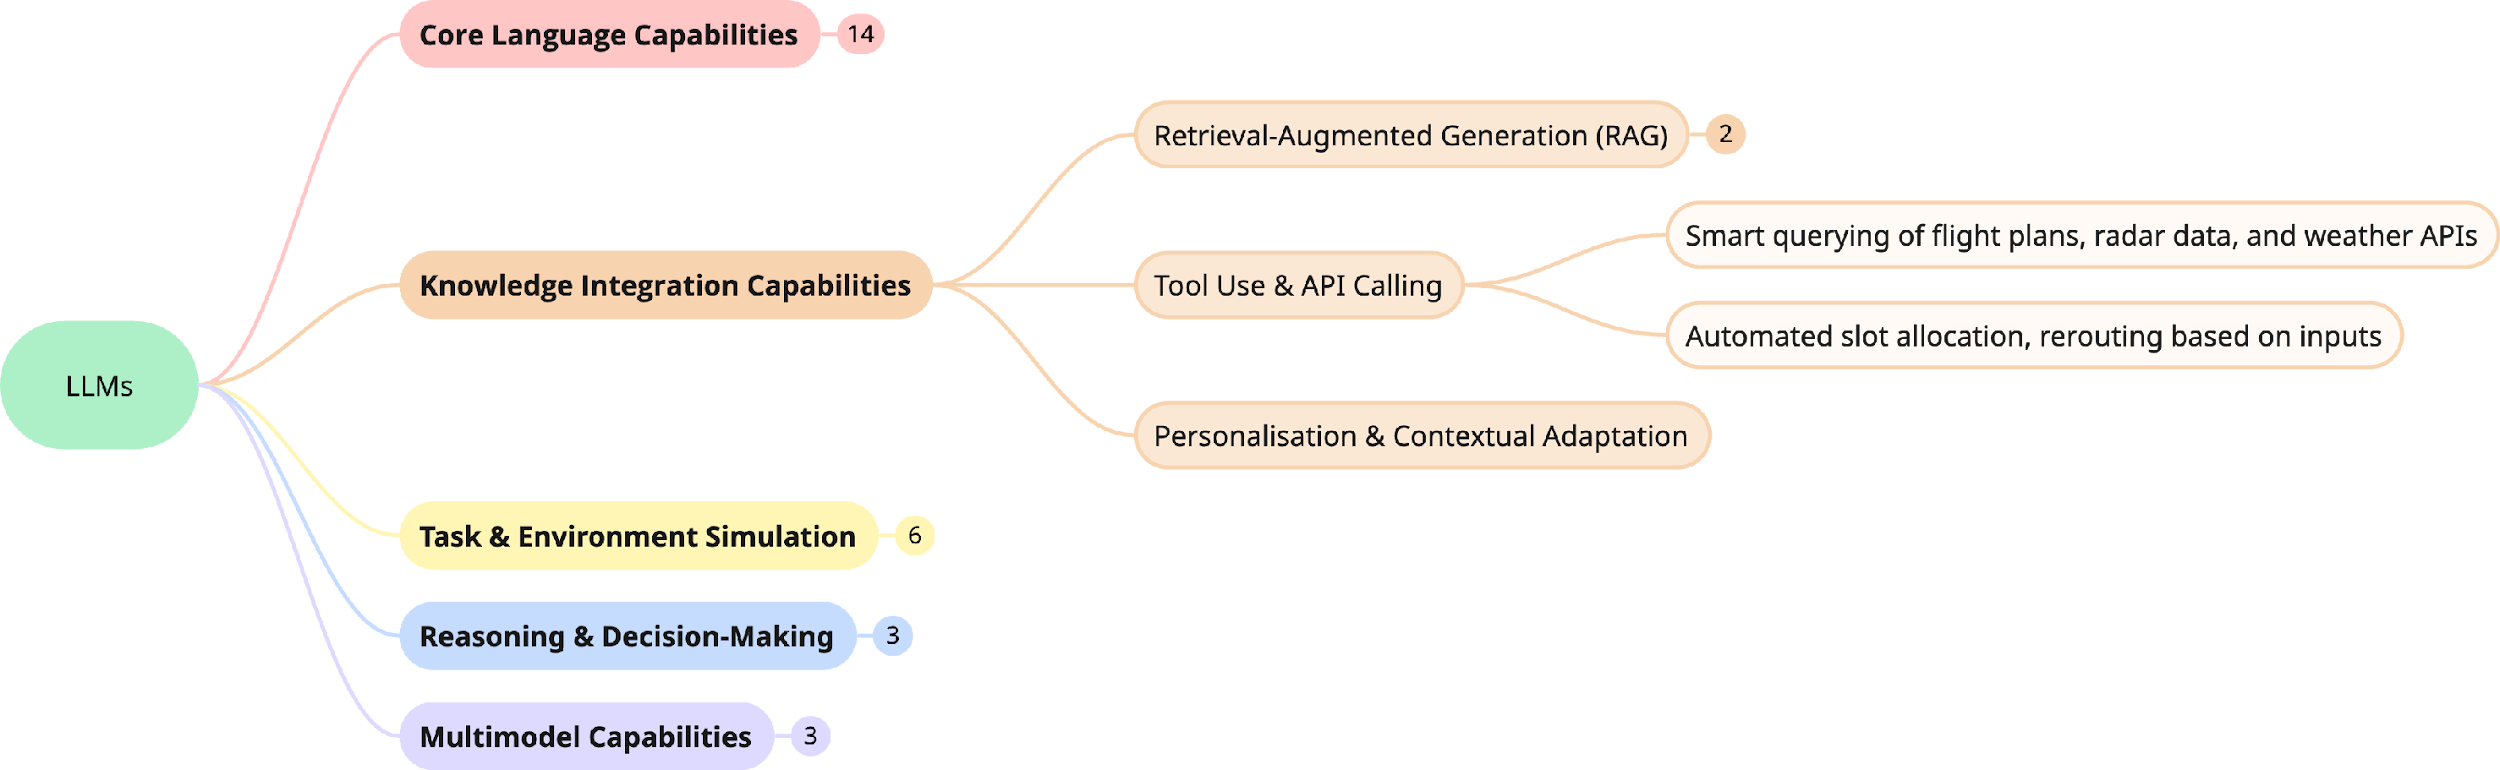 LLMs
Core Language Capabilities
14
Knowledge Integration Capabilities
Retrieval-Augmented Generation (RAG)
2
Tool Use & API Calling
Smart querying of flight plans, radar data, and weather APIs
Automated slot allocation, rerouting based on inputs
Personalisation & Contextual Adaptation
Task & Environment Simulation
6
Reasoning & Decision-Making
3
Multimodel Capabilities
3